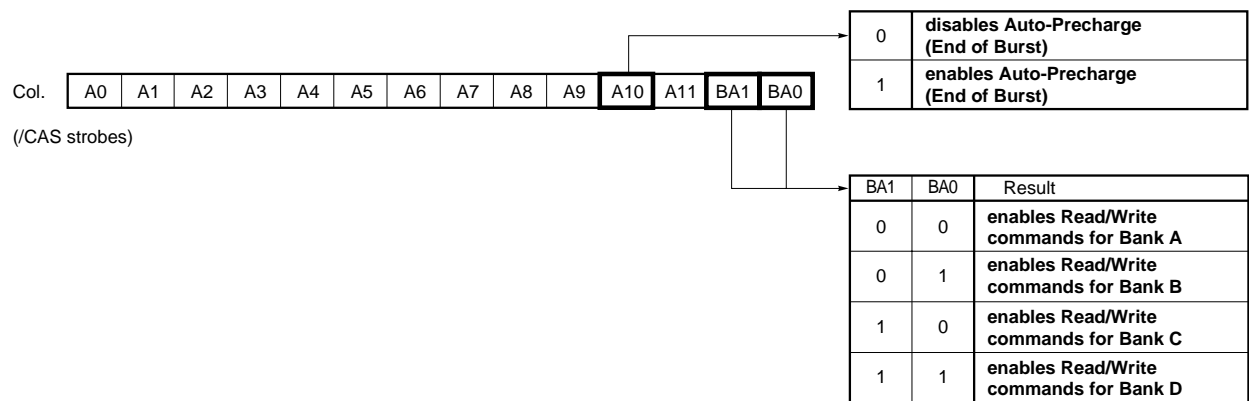 0 disables Auto-Precharge
(End of Burst)
1 enables Auto-Precharge
(End of Burst)
Col. A0 A1 A2 A3 A4 A5 A6 A7 A8 A9 A10 A11 BA1 BA0
(/CAS strobes)
BA1 BA0 Result
0 0 enables Read/Write
commands for Bank A
0 1 enables Read/Write
commands for Bank B
1 0 enables Read/Write
commands for Bank C
1 1 enables Read/Write
commands for Bank D